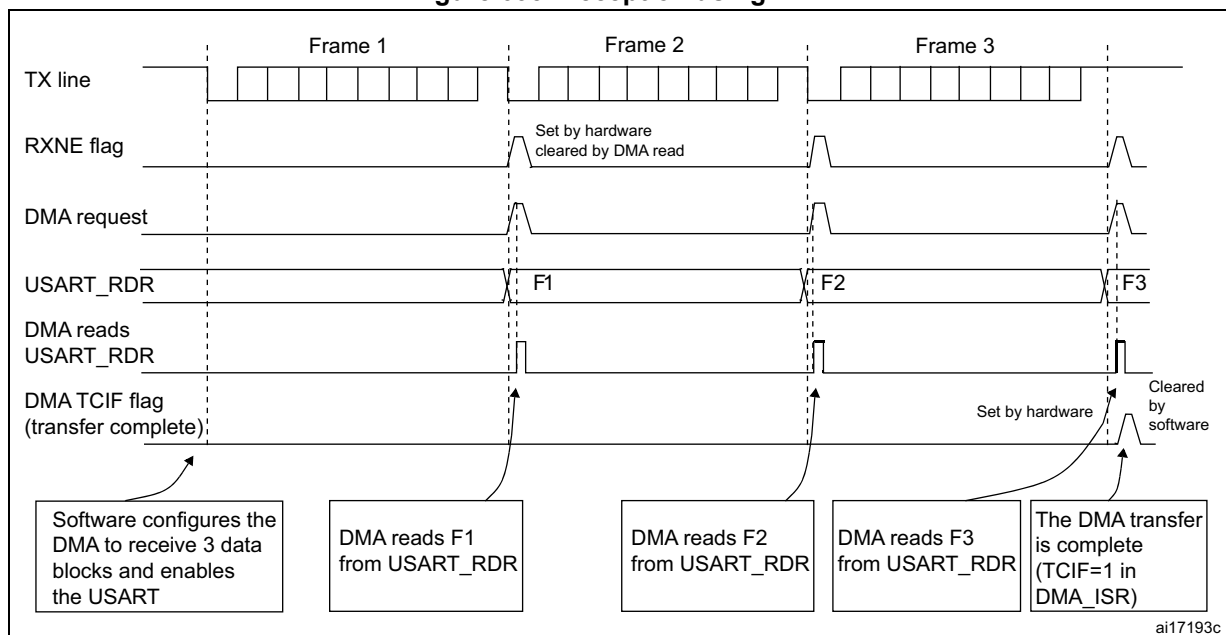 Frame 1
Frame 2
Frame 3
TX line
RXNE flag
Set by hardware
cleared by DMA read
DMA request
USART_RDR
F1
F2
F3
DMA reads
USART_RDR
DMA TCIF flag
(transfer complete)
Set by hardware
Cleared
by
software
Software configures the
DMA to receive 3 data
blocks and enables
the USART
DMA reads F1
from USART_RDR
DMA reads F2
from USART_RDR
DMA reads F3
from USART_RDR
The DMA transfer
is complete
(TCIF=1 in
DMA_ISR)
ai17193c